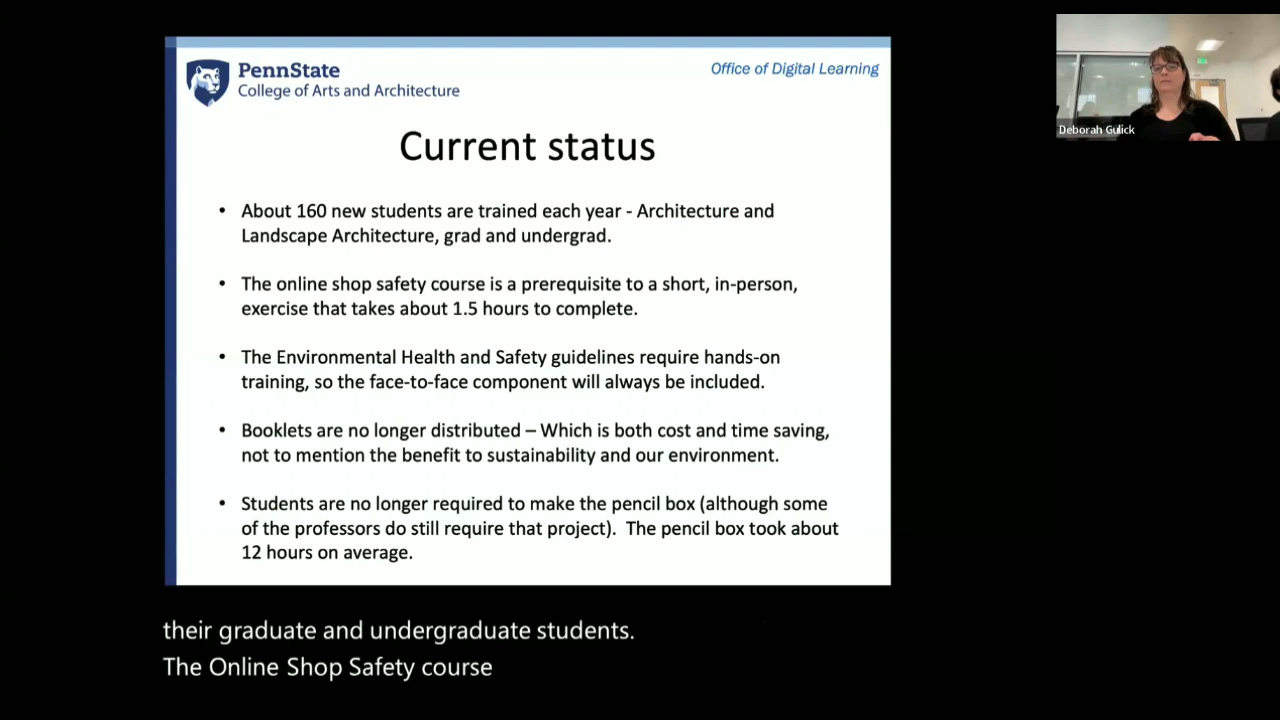 PennState
College of Arts and Architecture
Office of Digital Learning
Current status
• About 160 new students are trained each year - Architecture and
Landscape Architecture, grad and undergrad.
• The online shop safety course is a prerequisite to a short, in-person,
exercise that takes about 1.5 hours to complete.
• The Environmental Health and Safety guidelines require hands-on
training, so the face-to-face component will always be included.
• Booklets are no longer distributed – Which is both cost and time saving,
not to mention the benefit to sustainability and our environment.
• Students are no longer required to make the pencil box (although some
of the professors do still require that project).  The pencil box took about
12 hours on average.
Deborah Gulick
their graduate and undergraduate students.
The Online Shop Safety course